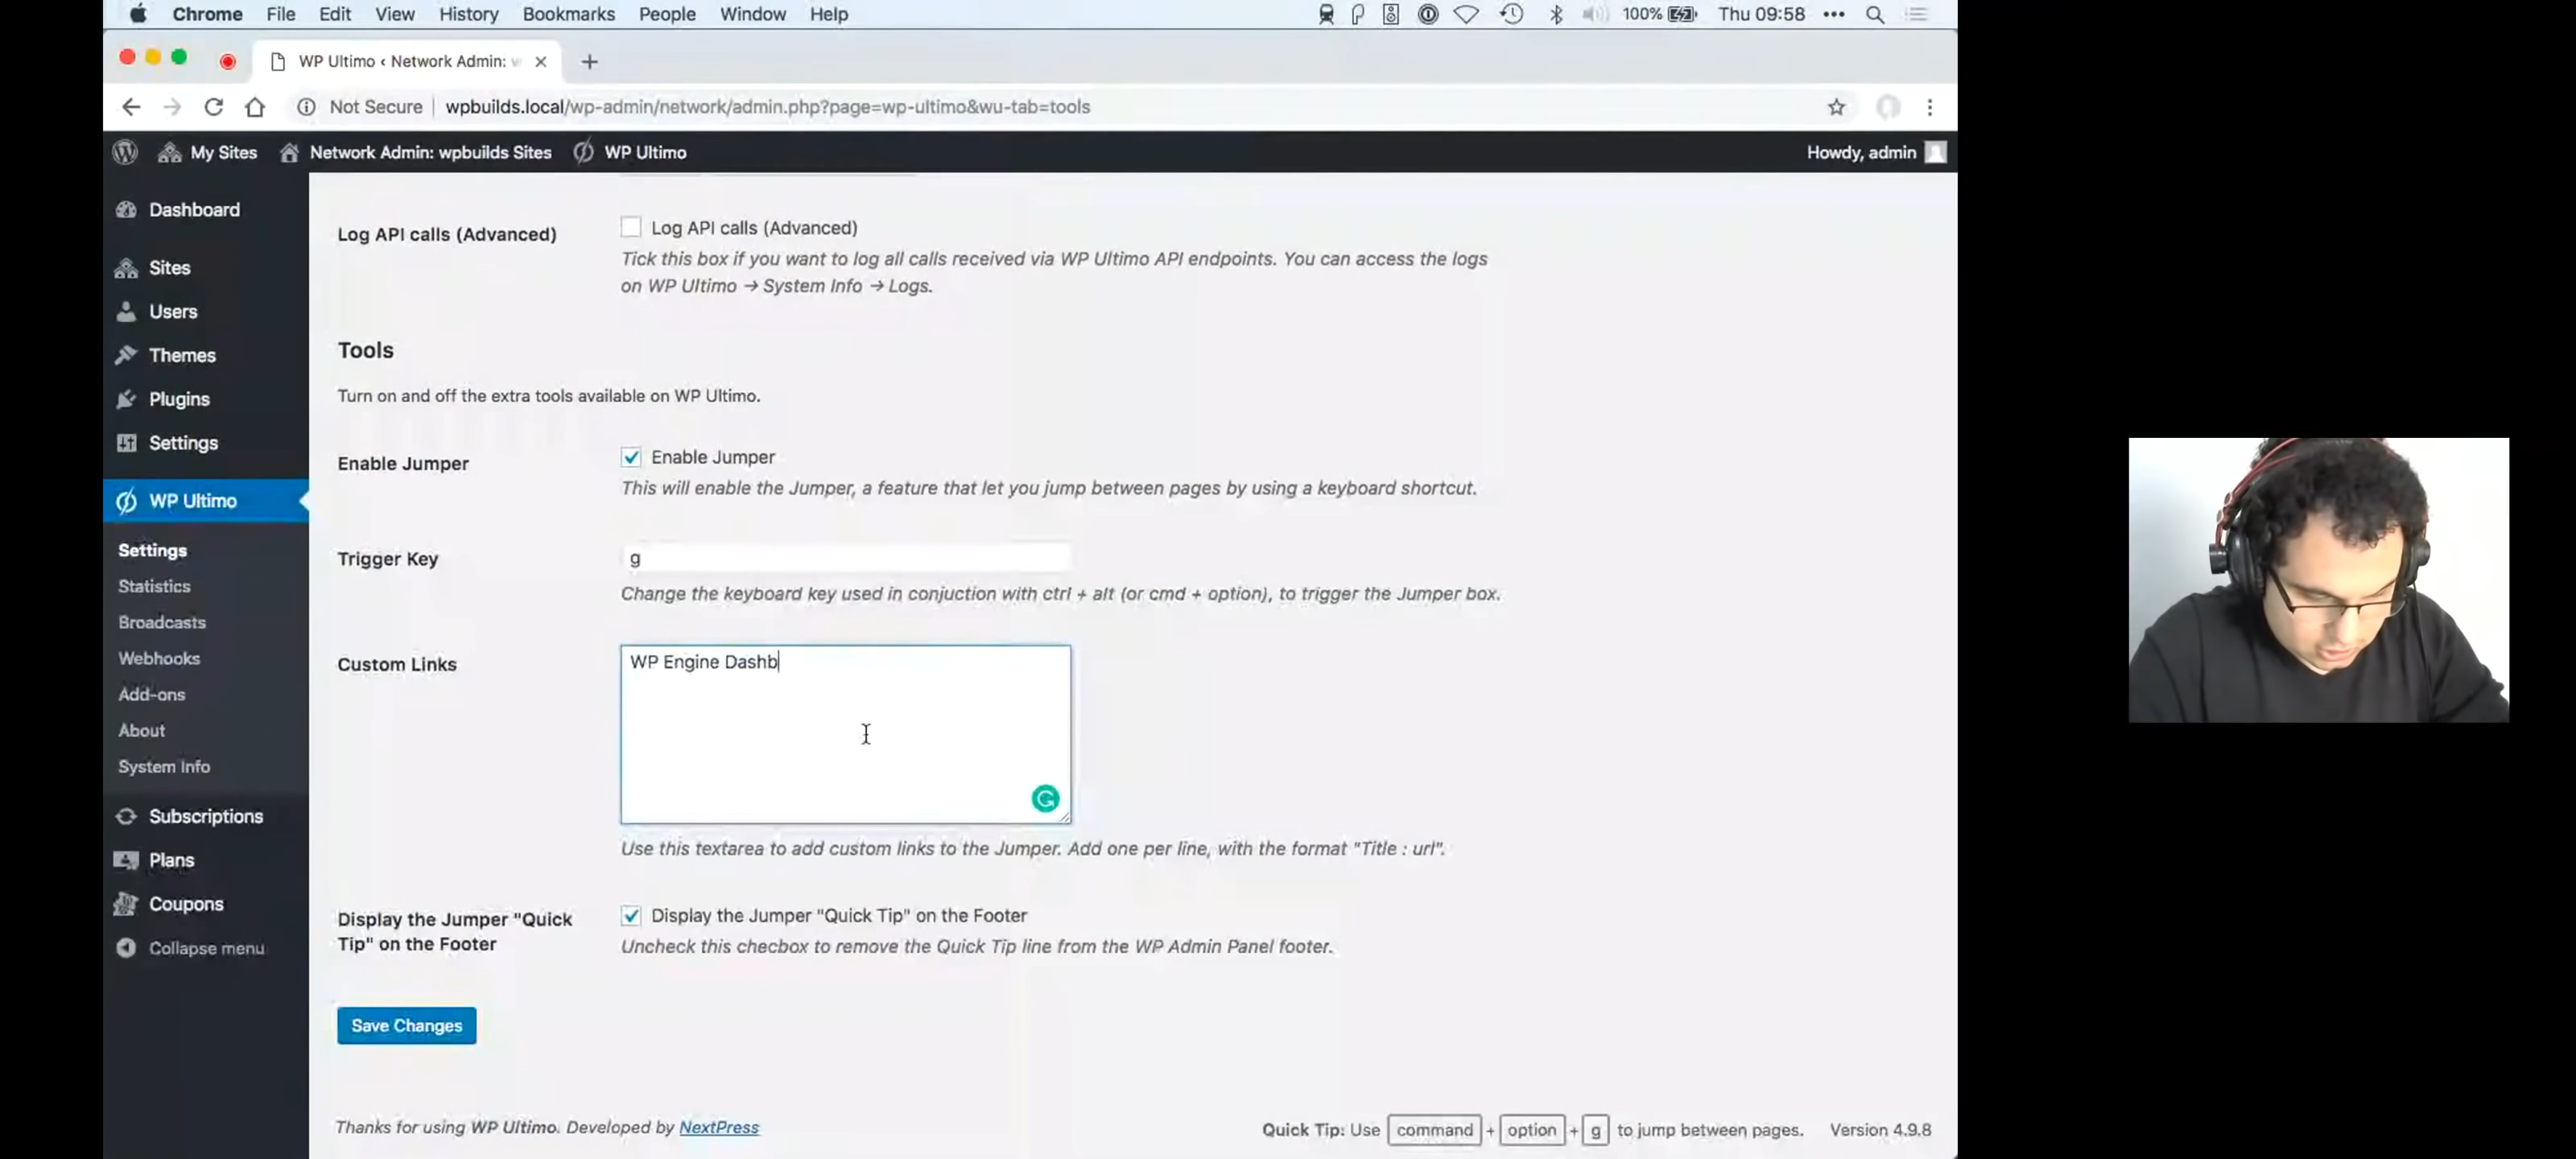 Chrome File Edit View History Bookmarks People Window Help 100% Thu 09:58
WP Ultimo ‹ Network Admin:
Not Secure wpbuilds.local/wp-admin/network/admin.php?page=wp-ultimo&wu-tab=tools
My Sites Network Admin: wpbuilds Sites WP Ultimo Howdy, admin
Dashboard
Sites
Users
Themes
Plugins
Settings
WP Ultimo
Settings
Statistics
Broadcasts
Webhooks
Add-ons
About
System Info
Subscriptions
Plans
Coupons
Collapse menu
Log API calls (Advanced) Log API calls (Advanced)
Tick this box if you want to log all calls received via WP Ultimo API endpoints. You can access the logs
on WP Ultimo → System Info → Logs.
Tools
Turn on and off the extra tools available on WP Ultimo.
Enable Jumper Enable Jumper
This will enable the Jumper, a feature that let you jump between pages by using a keyboard shortcut.
Trigger Key g
Change the keyboard key used in conjuction with ctrl + alt (or cmd + option), to trigger the Jumper box.
Custom Links WP Engine Dashb
Use this textarea to add custom links to the Jumper. Add one per line, with the format "Title : url".
Display the Jumper "Quick
Tip" on the Footer
Display the Jumper "Quick Tip" on the Footer
Uncheck this checbox to remove the Quick Tip line from the WP Admin Panel footer.
Save Changes
Thanks for using WP Ultimo. Developed by NextPress
Quick Tip: Use command + option + g to jump between pages. Version 4.9.8